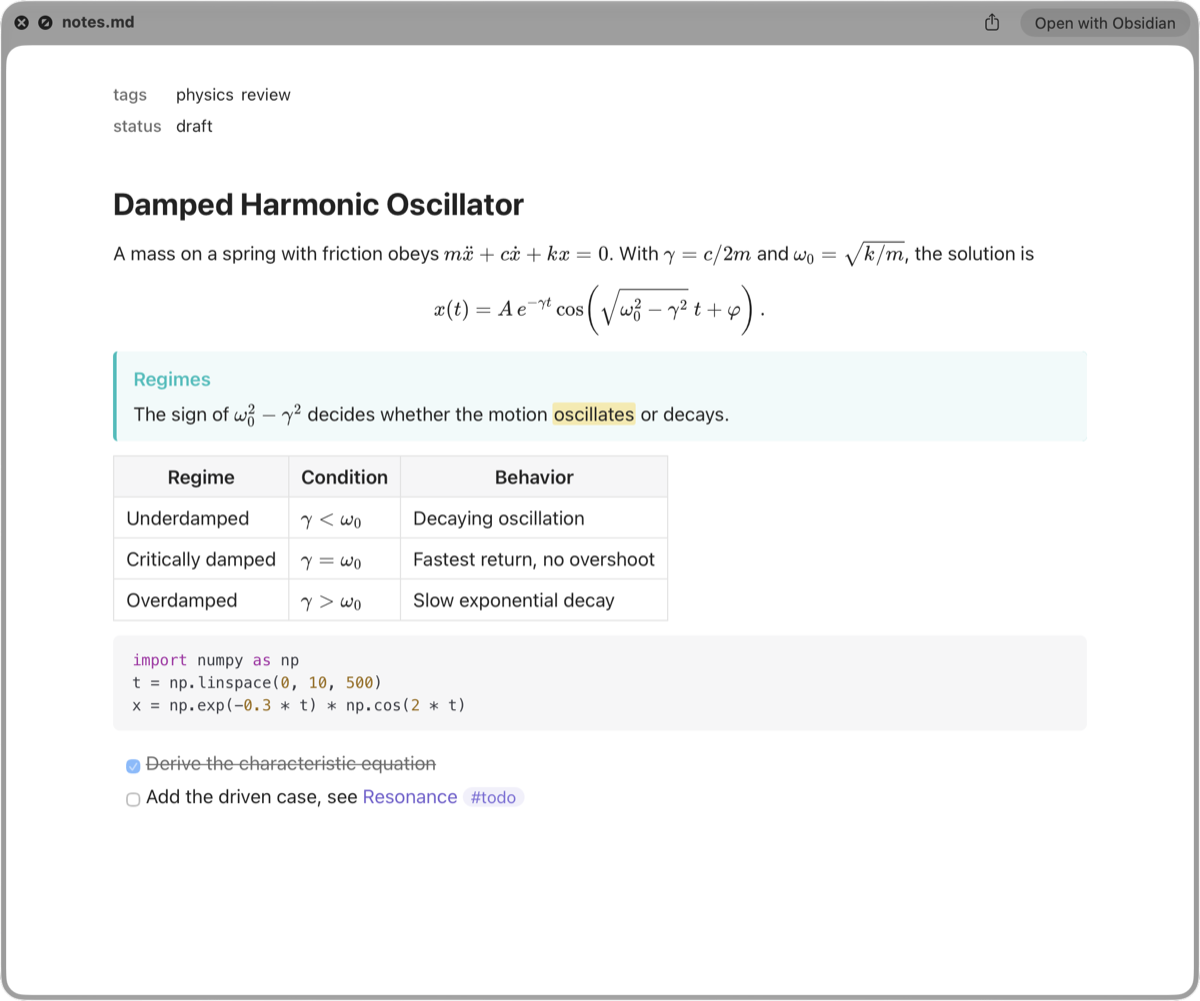 notes.md
Open with Obsidian
tags physics review
status draft
Damped Harmonic Oscillator
A mass on a spring with friction obeys mẍ + cẋ + kx = 0. With γ = c/2m and ω₀ = √(k/m), the solution is
x(t) = A e^{−γt} cos(√(ω₀² − γ²) t + φ).
Regimes
The sign of ω₀² − γ² decides whether the motion oscillates or decays.
Regime Condition Behavior
Underdamped γ < ω₀ Decaying oscillation
Critically damped γ = ω₀ Fastest return, no overshoot
Overdamped γ > ω₀ Slow exponential decay
import numpy as np
t = np.linspace(0, 10, 500)
x = np.exp(-0.3 * t) * np.cos(2 * t)
Derive the characteristic equation
Add the driven case, see Resonance #todo